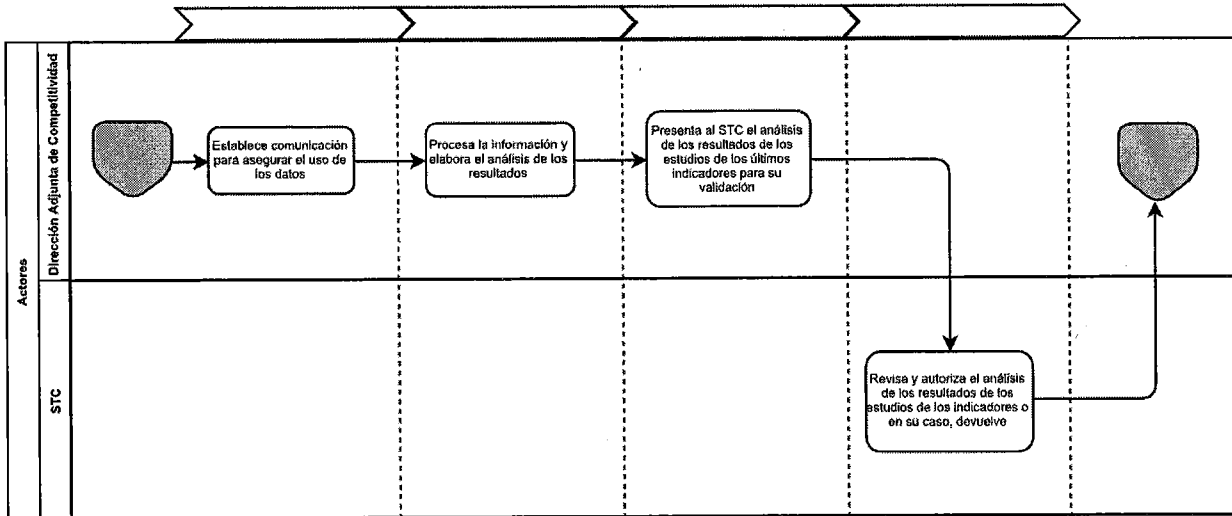 Actores
Dirección Adjunta de Competitividad
STC
Establece comunicación
para asegurar el uso de
los datos
Procesa la información y
elabora el análisis de los
resultados
Presenta al STC el análisis
de los resultados de los
estudios de los últimos
indicadores para su
validación
Revisa y autoriza el análisis
de los resultados de los
estudios de los indicadores o
en su caso, devuelve